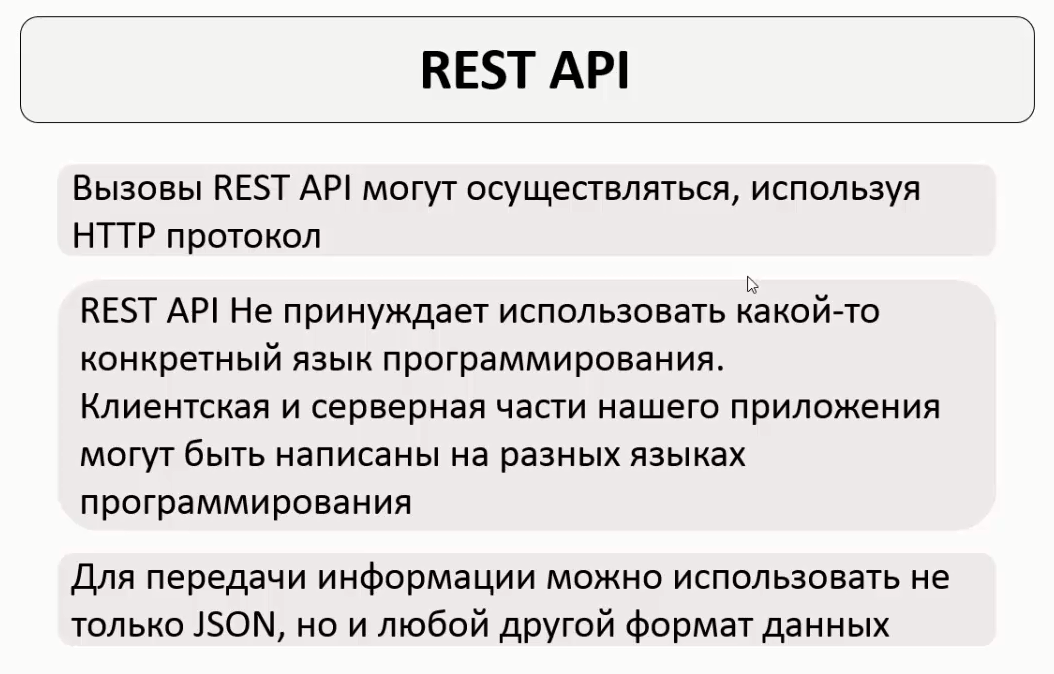 REST API
Вызовы REST API могут осуществляться, используя
HTTP протокол
REST API Не принуждает использовать какой-то
конкретный язык программирования.
Клиентская и серверная части нашего приложения
могут быть написаны на разных языках
программирования
Для передачи информации можно использовать не
только JSON, но и любой другой формат данных